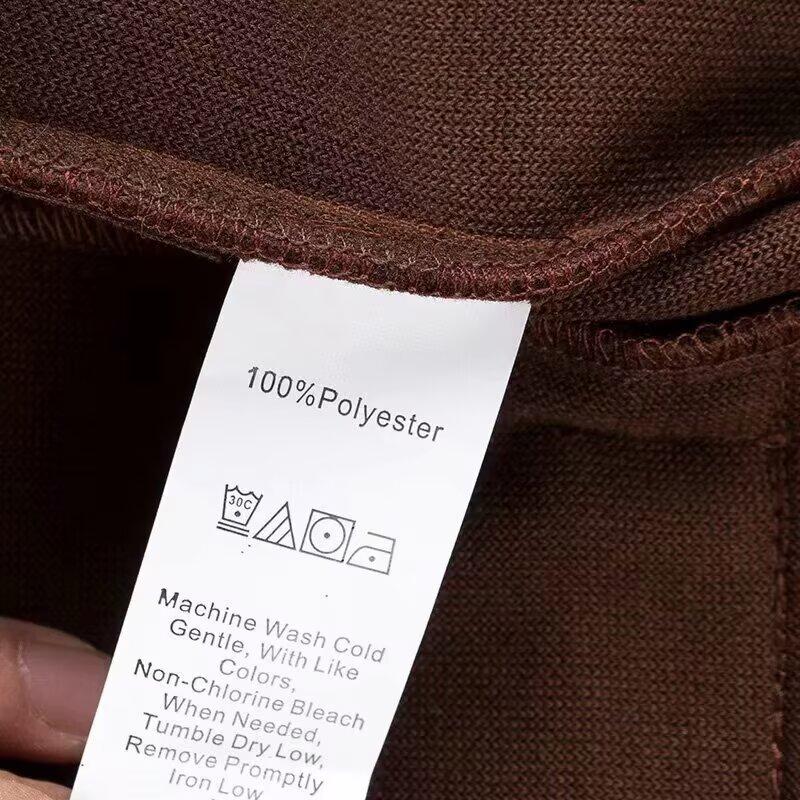 100%Polyester
30C
Machine Wash Cold
Gentle, With Like
Colors,
Non-Chlorine Bleach
When Needed,
Tumble Dry Low,
Remove Promptly
Iron Low